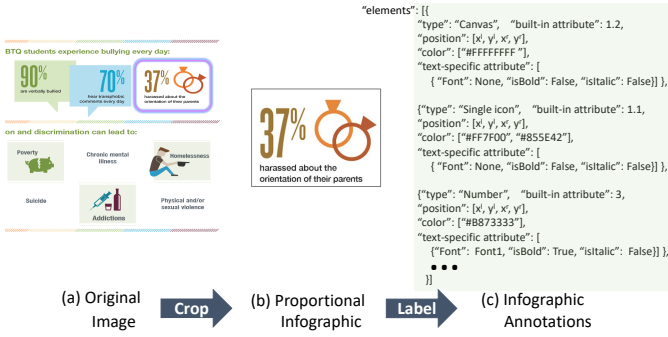 BTQ students experience bullying every day:
90%
are verbally bullied
70%
hear transphobic
comments every day
37%
harassed about the
orientation of their parents
on and discrimination can lead to:
Poverty
Chronic mental
illness
Homelessness
Suicide
Addictions
Physical and/or
sexual violence
37%
harassed about the
orientation of their parents
"elements": [{
"type": "Canvas", "built-in attribute": 1.2,
"position": [xˡ, yˡ, xʳ, yʳ],
"color": ["#FFFFFFFF "],
"text-specific attribute": [
{ "Font": None, "isBold": False, "isItalic": False}] },
{"type": "Single icon", "built-in attribute": 1.1,
"position": [xˡ, yˡ, xʳ, yʳ],
"color": ["#FF7F00", "#855E42"],
"text-specific attribute": [
{ "Font": None, "isBold": False, "isItalic": False}] },
{"type": "Number", "built-in attribute": 3,
"position": [xˡ, yˡ, xʳ, yʳ],
"color": ["#B873333"],
"text-specific attribute": [
{"Font": Font1, "isBold": True, "isItalic": False}] },
•••
}]
(a) Original
Image
Crop
(b) Proportional
Infographic
Label
(c) Infographic
Annotations